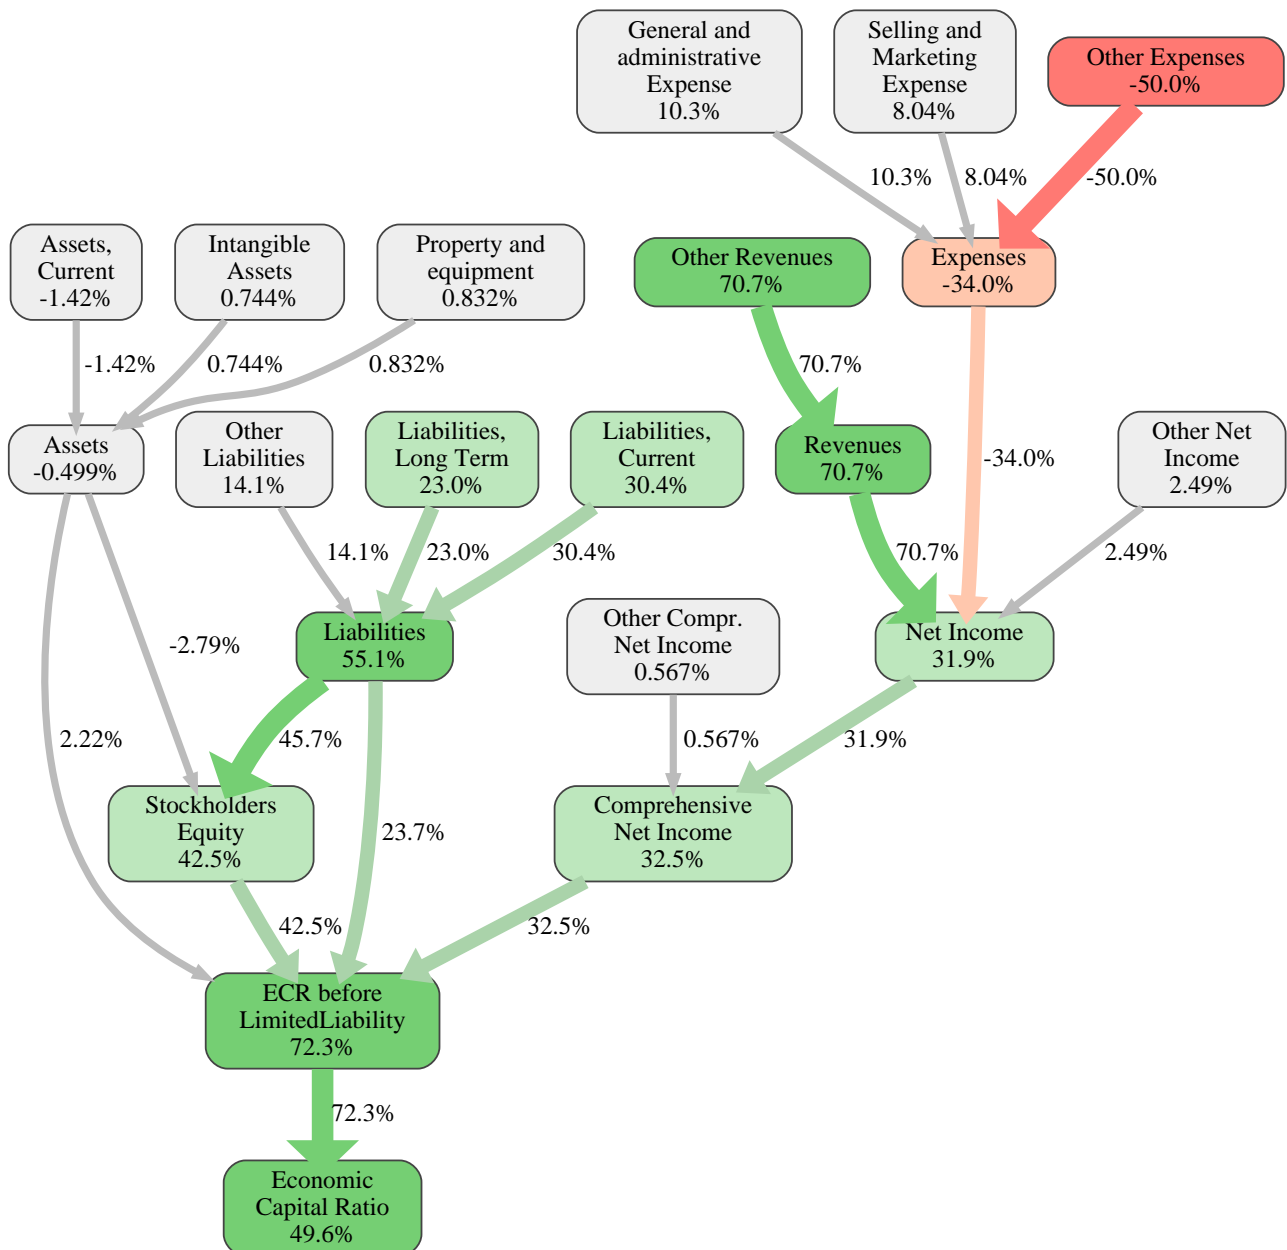 General and
administrative
Expense
10.3%
Selling and
Marketing
Expense
8.04%
Other Expenses
-50.0%
10.3%
8.04%
-50.0%
Assets,
Current
-1.42%
Intangible
Assets
0.744%
Property and
equipment
0.832%
Other Revenues
70.7%
Expenses
-34.0%
-1.42%
0.744%
0.832%
70.7%
-34.0%
Assets
-0.499%
Other
Liabilities
14.1%
Liabilities,
Long Term
23.0%
Liabilities,
Current
30.4%
Revenues
70.7%
Other Net
Income
2.49%
14.1%
23.0%
30.4%
70.7%
2.49%
-2.79%
Liabilities
55.1%
Other Compr.
Net Income
0.567%
Net Income
31.9%
2.22%
45.7%
0.567%
31.9%
Stockholders
Equity
42.5%
23.7%
Comprehensive
Net Income
32.5%
42.5%
32.5%
ECR before
LimitedLiability
72.3%
72.3%
Economic
Capital Ratio
49.6%